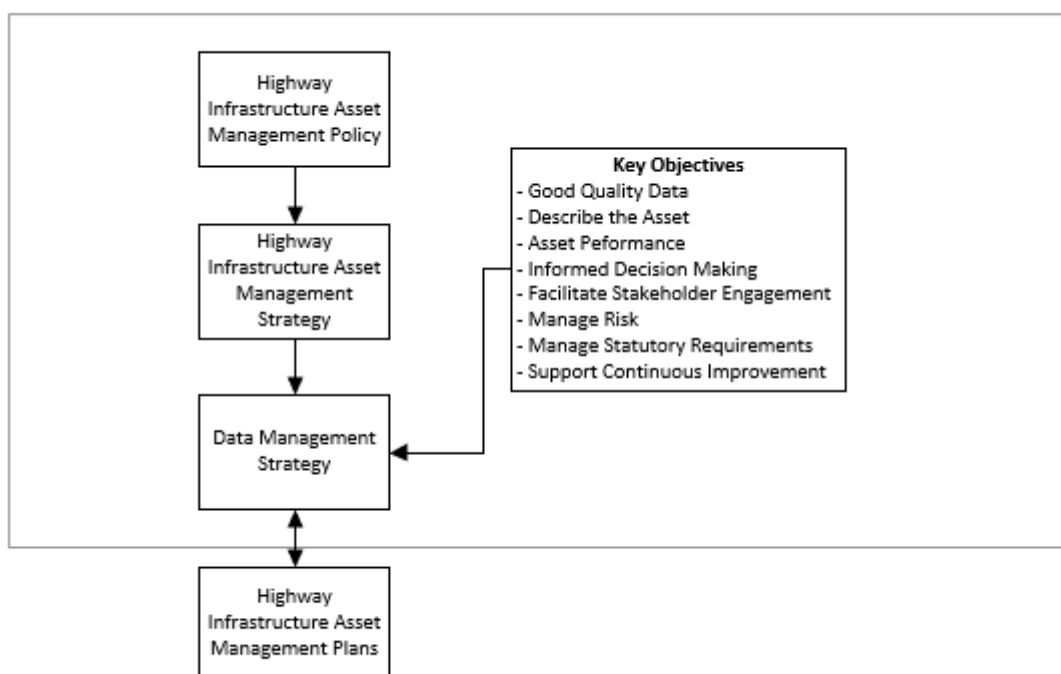 Highway
Infrastructure Asset
Management Policy
Highway
Infrastructure Asset
Management
Strategy
Data Management
Strategy
Key Objectives
- Good Quality Data
- Describe the Asset
- Asset Peformance
- Informed Decision Making
- Facilitate Stakeholder Engagement
- Manage Risk
- Manage Statutory Requirements
- Support Continuous Improvement
Highway
Infrastructure Asset
Management Plans